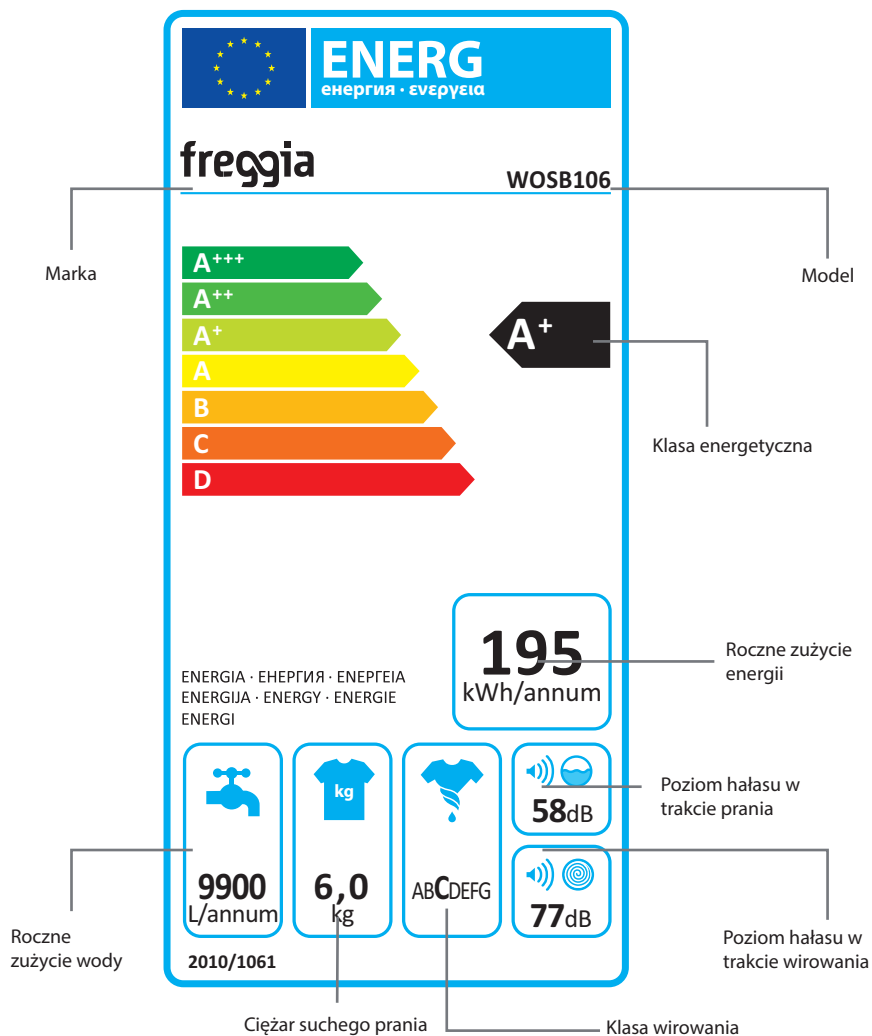 ENERG
енергия · ενεργεια
freggia
WOSB106
Marka
Model
A+++
A++
A+
A
B
C
D
A+
Klasa energetyczna
195
kWh/annum
Roczne zużycie
energii
ENERGIA · ЕНЕРГИЯ · ΕΝΕΡΓΕΙΑ
ENERGIJA · ENERGY · ENERGIE
ENERGI
kg
9900
L/annum
6,0
kg
ABCDEFG
58dB
77dB
Poziom hałasu w
trakcie prania
Roczne
zużycie wody
Poziom hałasu w
trakcie wirowania
2010/1061
Ciężar suchego prania
Klasa wirowania